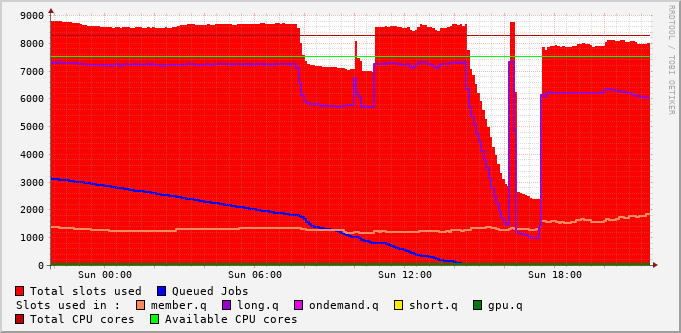 9000
8000
7000
6000
5000
4000
3000
2000
1000
0
Sun 00:00 Sun 06:00 Sun 12:00 Sun 18:00
RRDTOOL / TOBI OETIKER
Total slots used Queued Jobs
Slots used in : member.q long.q ondemand.q short.q gpu.q
Total CPU cores Available CPU cores